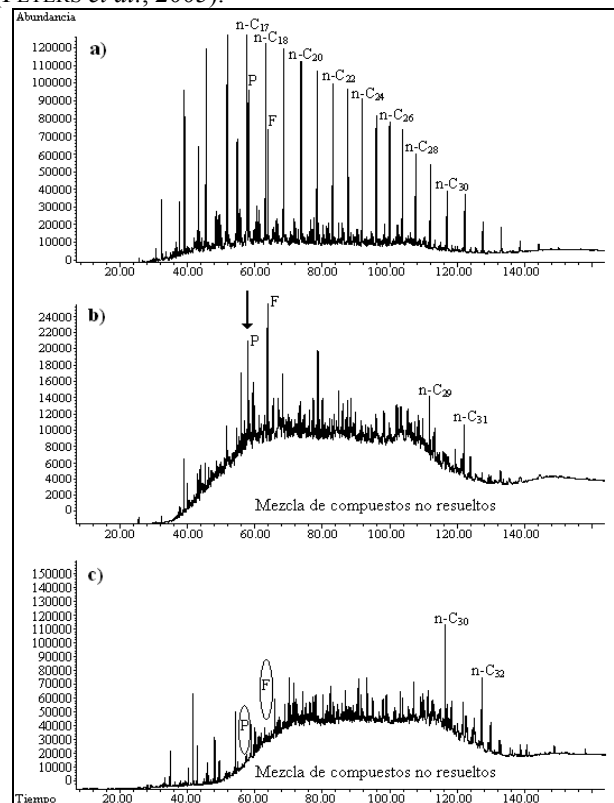 (PETERS et al., 2005).
Abundancia
a)
n-C17
n-C18
n-C20
n-C22
n-C24
n-C26
n-C28
n-C30
P
F
120000
110000
100000
90000
80000
70000
60000
50000
40000
30000
20000
10000
0
20.00 40.00 60.00 80.00 100.00 120.00 140.00
b)
F
P
n-C29
n-C31
24000
22000
20000
18000
16000
14000
12000
10000
8000
6000
4000
2000
0
Mezcla de compuestos no resueltos
20.00 40.00 60.00 80.00 100.00 120.00 140.00
c)
n-C30
n-C32
F
P
150000
140000
130000
120000
110000
100000
90000
80000
70000
60000
50000
40000
30000
20000
10000
0
Mezcla de compuestos no resueltos
Tiempo
20.00 40.00 60.00 80.00 100.00 120.00 140.00